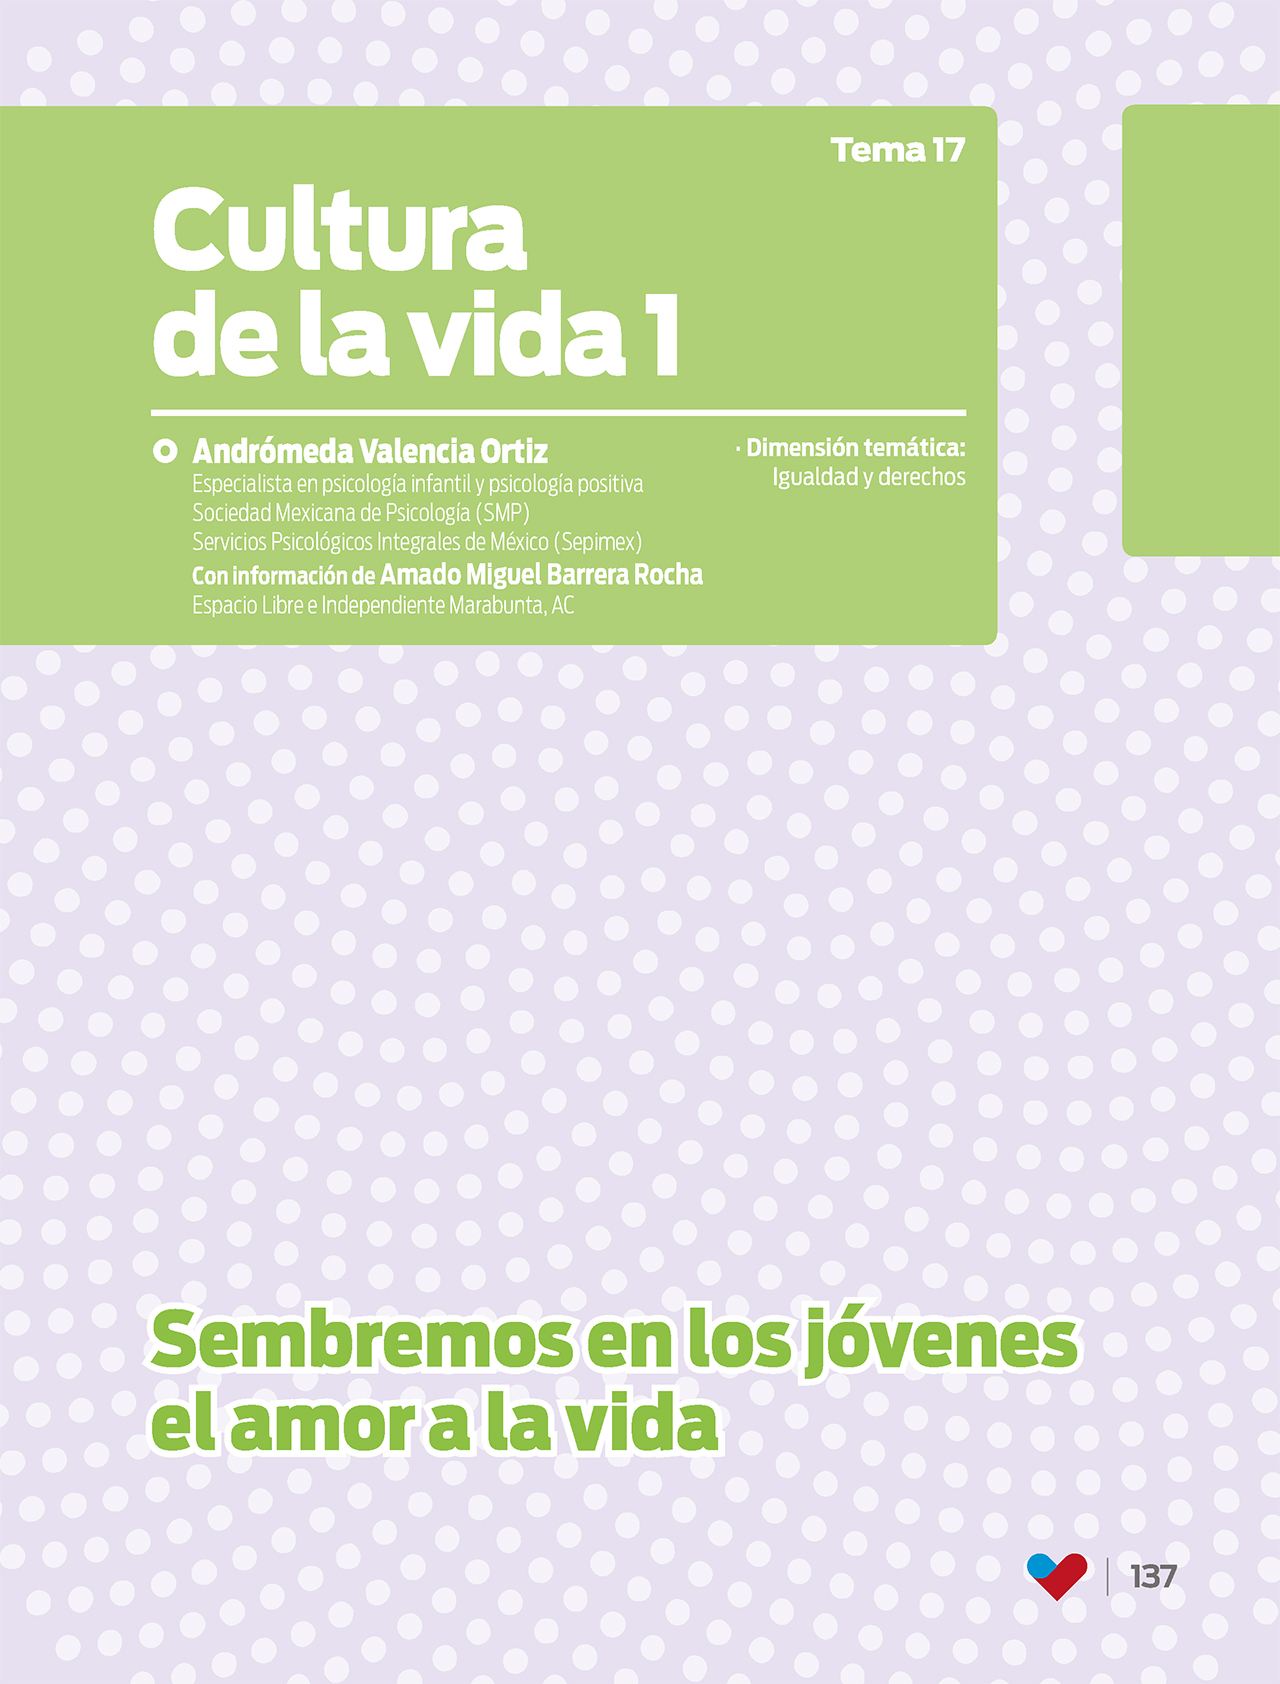 Tema 17
Cultura
de la vida 1
Andrómeda Valencia Ortiz
Especialista en psicología infantil y psicología positiva
Sociedad Mexicana de Psicología (SMP)
Servicios Psicológicos Integrales de México (Sepimex)
Con información de Amado Miguel Barrera Rocha
Espacio Libre e Independiente Marabunta, AC
· Dimensión temática:
Igualdad y derechos
Sembremos en los jóvenes
el amor a la vida
137